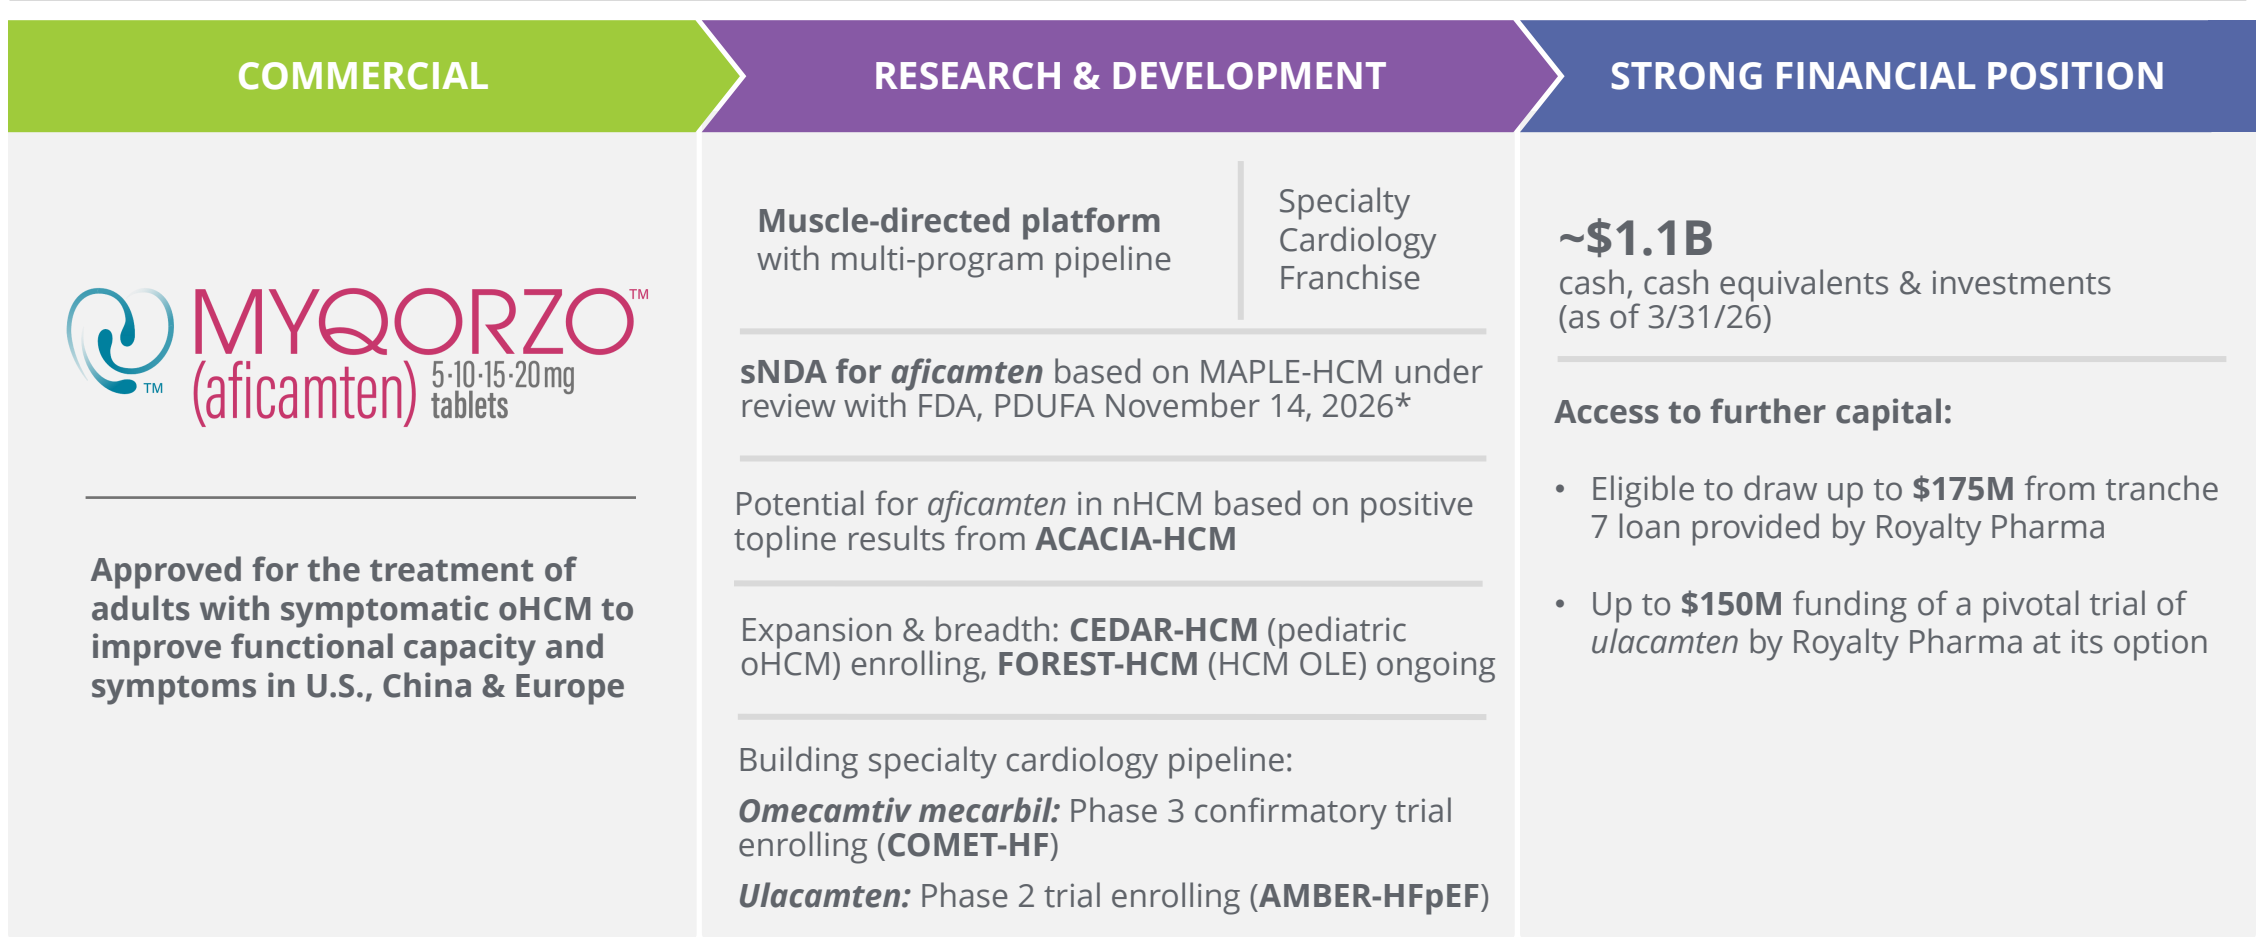 COMMERCIAL
MYQORZO™
(aficamten) 5·10·15·20 mg
tablets
™
Approved for the treatment of
adults with symptomatic oHCM to
improve functional capacity and
symptoms in U.S., China & Europe
RESEARCH & DEVELOPMENT
Muscle-directed platform
with multi-program pipeline
Specialty
Cardiology
Franchise
sNDA for aficamten based on MAPLE-HCM under
review with FDA, PDUFA November 14, 2026*
Potential for aficamten in nHCM based on positive
topline results from ACACIA-HCM
Expansion & breadth: CEDAR-HCM (pediatric
oHCM) enrolling, FOREST-HCM (HCM OLE) ongoing
Building specialty cardiology pipeline:
Omecamtiv mecarbil: Phase 3 confirmatory trial
enrolling (COMET-HF)
Ulacamten: Phase 2 trial enrolling (AMBER-HFpEF)
STRONG FINANCIAL POSITION
~$1.1B
cash, cash equivalents & investments
(as of 3/31/26)
Access to further capital:
• Eligible to draw up to $175M from tranche
7 loan provided by Royalty Pharma
• Up to $150M funding of a pivotal trial of
ulacamten by Royalty Pharma at its option